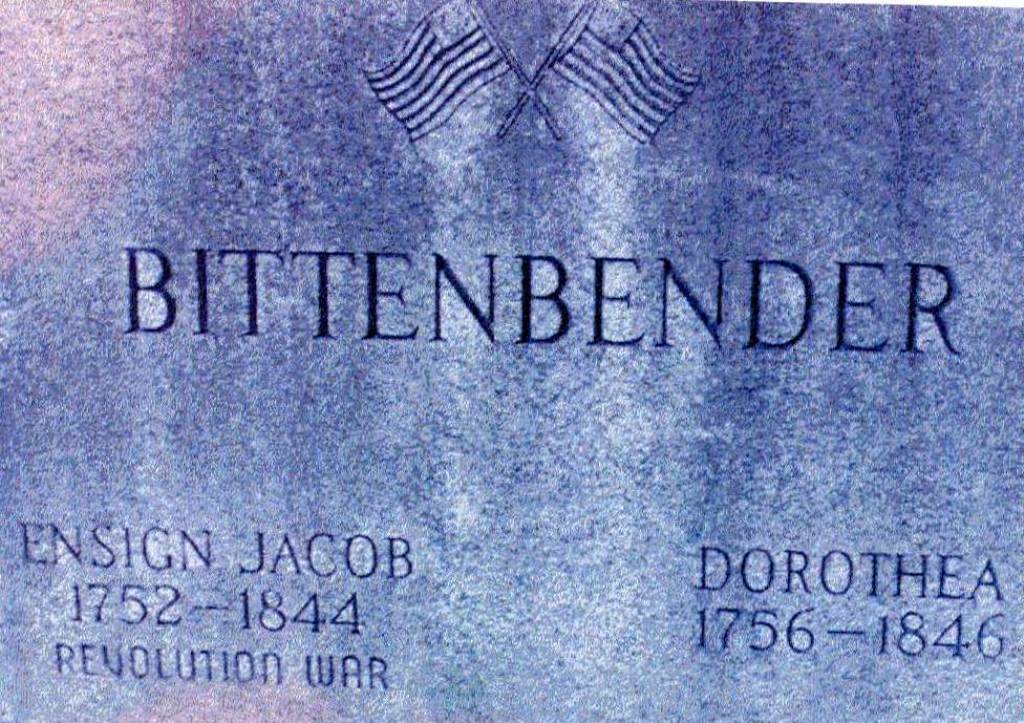 BITTENBENDER
ENSIGN JACOB
1752-1844
REVOLUTION WAR
DOROTHEA
1756-1846